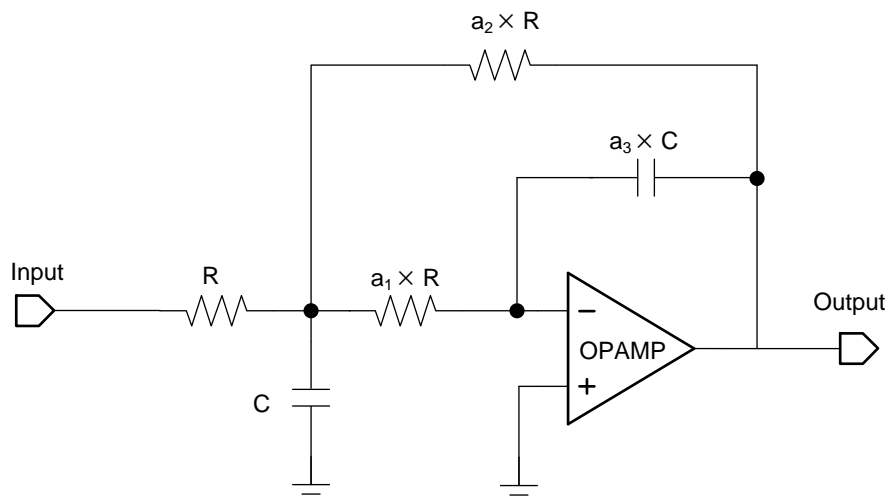 a₂ × R
a₃ × C
Input
R
a₁ × R
Output
−
OPAMP
+
C